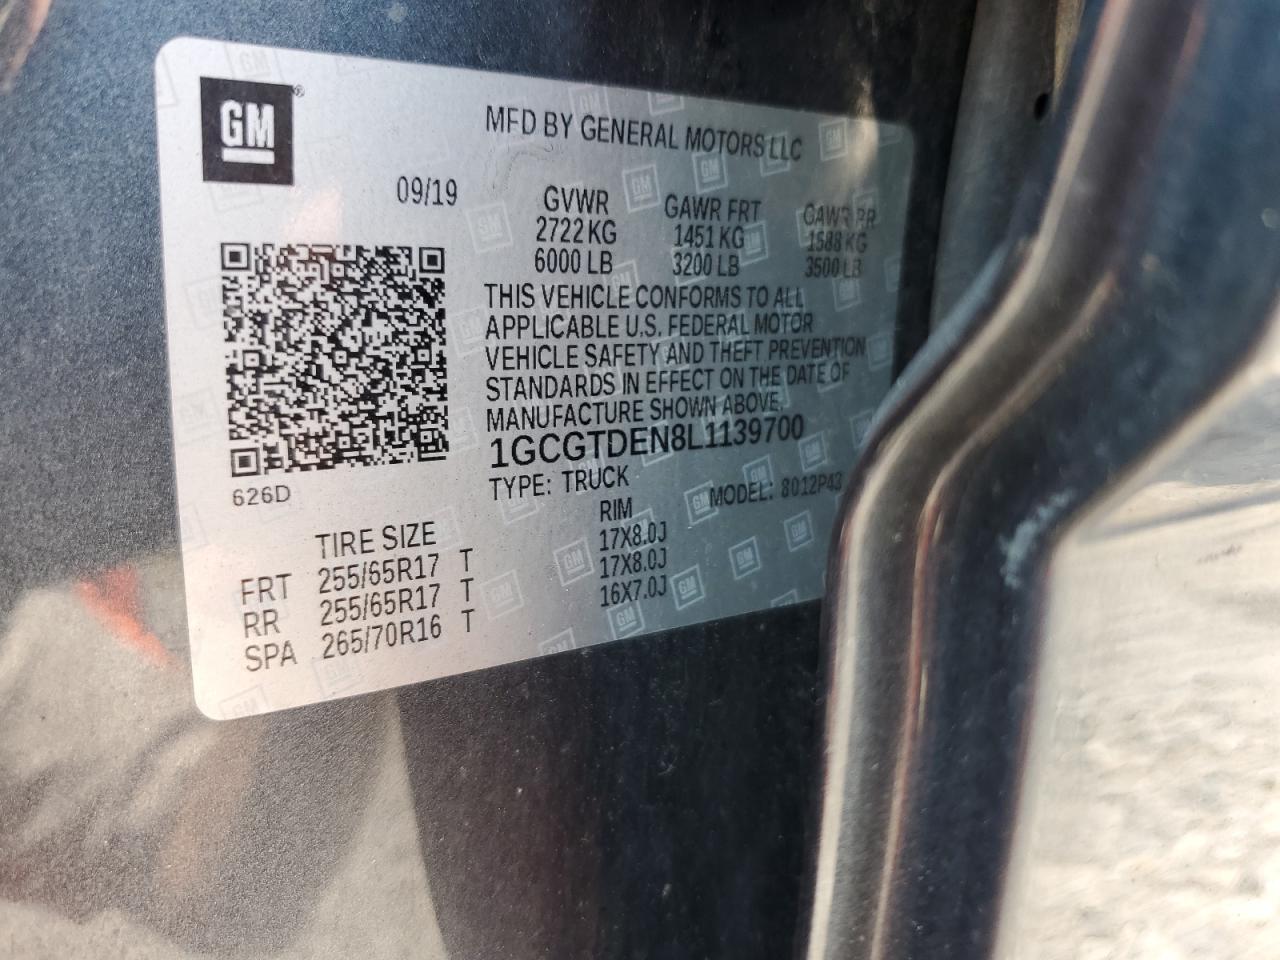 GM®
MFD BY GENERAL MOTORS LLC
09/19
GVWR GAWR FRT GAWR RR
2722 KG 1451 KG 1588 KG
6000 LB 3200 LB 3500 LB
THIS VEHICLE CONFORMS TO ALL
APPLICABLE U.S. FEDERAL MOTOR
VEHICLE SAFETY AND THEFT PREVENTION
STANDARDS IN EFFECT ON THE DATE OF
MANUFACTURE SHOWN ABOVE.
1GCGTDEN8L1139700
626D
TYPE: TRUCK MODEL: 8012P43
TIRE SIZE RIM
FRT 255/65R17 T 17X8.0J
RR 255/65R17 T 17X8.0J
SPA 265/70R16 T 16X7.0J